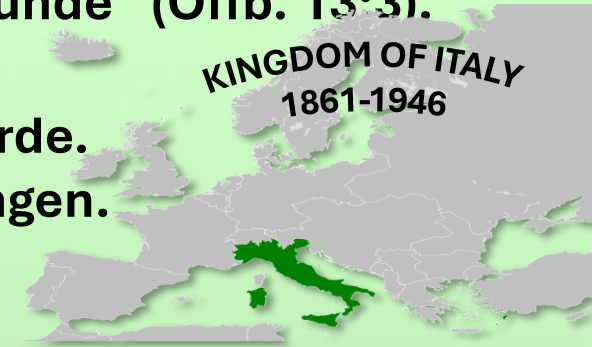 unde" (Offb. 13:3).
KINGDOM OF ITALY
1861-1946
rde.
ngen.